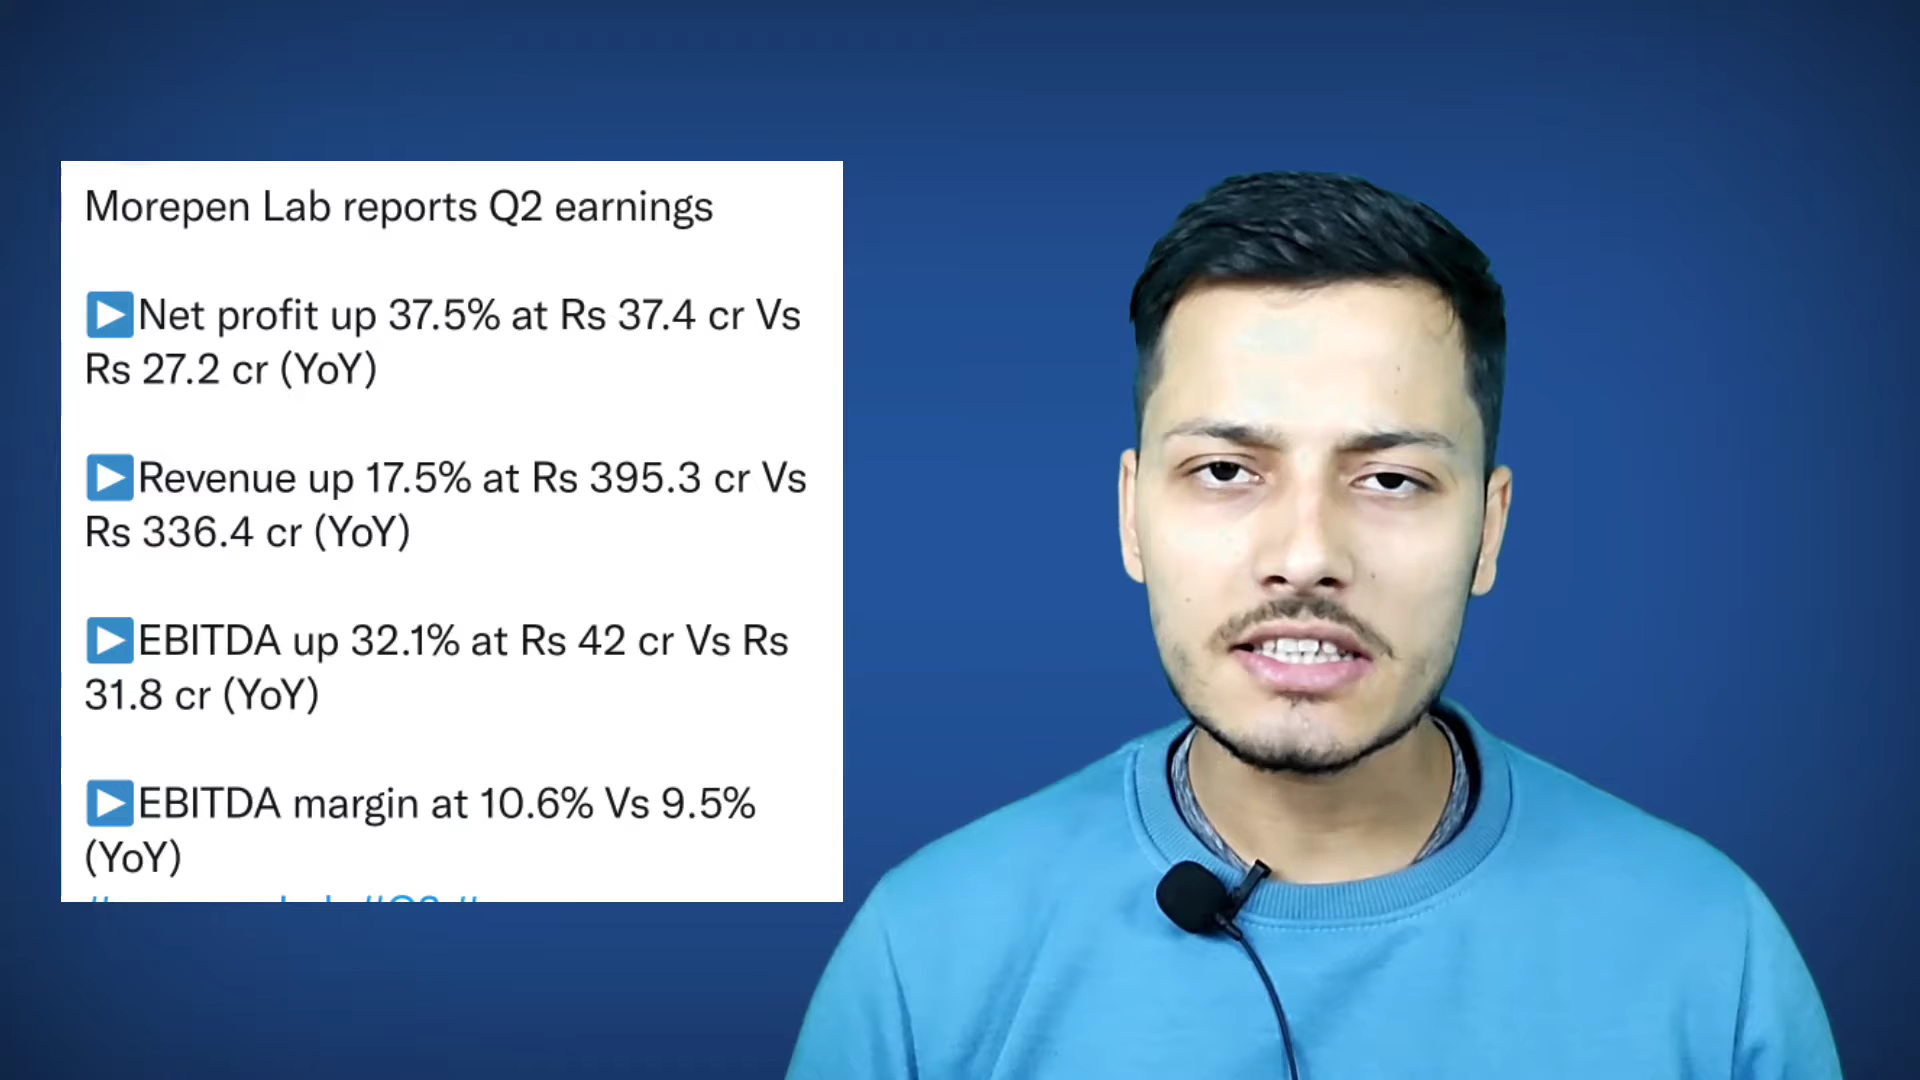 Morepen Lab reports Q2 earnings
▶Net profit up 37.5% at Rs 37.4 cr Vs
Rs 27.2 cr (YoY)
▶Revenue up 17.5% at Rs 395.3 cr Vs
Rs 336.4 cr (YoY)
▶EBITDA up 32.1% at Rs 42 cr Vs Rs
31.8 cr (YoY)
▶EBITDA margin at 10.6% Vs 9.5%
(YoY)